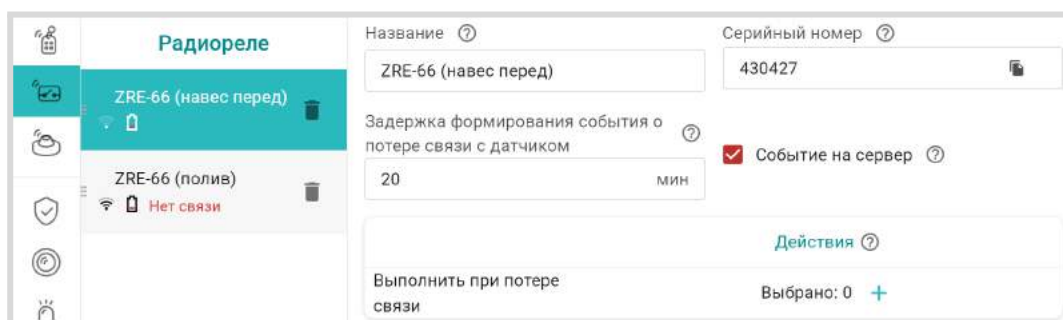 Радиореле
ZRE-66 (навес перед)
ZRE-66 (полив)
Нет связи
Название
ZRE-66 (навес перед)
Серийный номер
430427
Задержка формирования события о
потере связи с датчиком
20 мин
Событие на сервер
Действия
Выполнить при потере
связи
Выбрано: 0 +